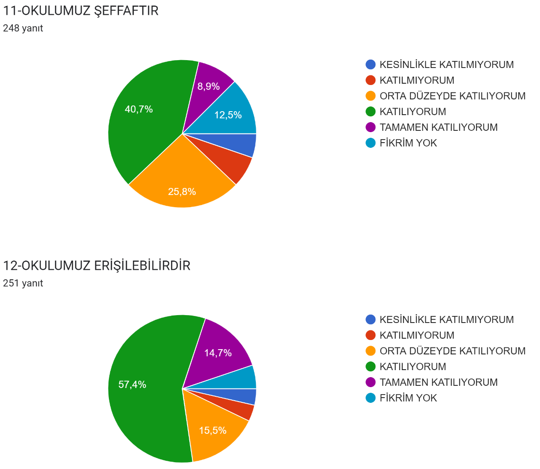 11-OKULUMUZ ŞEFFAFTIR
248 yanıt
KESİNLİKLE KATILMIYORUM
KATILMIYORUM
ORTA DÜZEYDE KATILIYORUM
KATILIYORUM
TAMAMEN KATILIYORUM
FİKRİM YOK
8,9%
40,7%
12,5%
25,8%
12-OKULUMUZ ERİŞİLEBİLİRDİR
251 yanıt
KESİNLİKLE KATILMIYORUM
KATILMIYORUM
ORTA DÜZEYDE KATILIYORUM
KATILIYORUM
TAMAMEN KATILIYORUM
FİKRİM YOK
14,7%
57,4%
15,5%